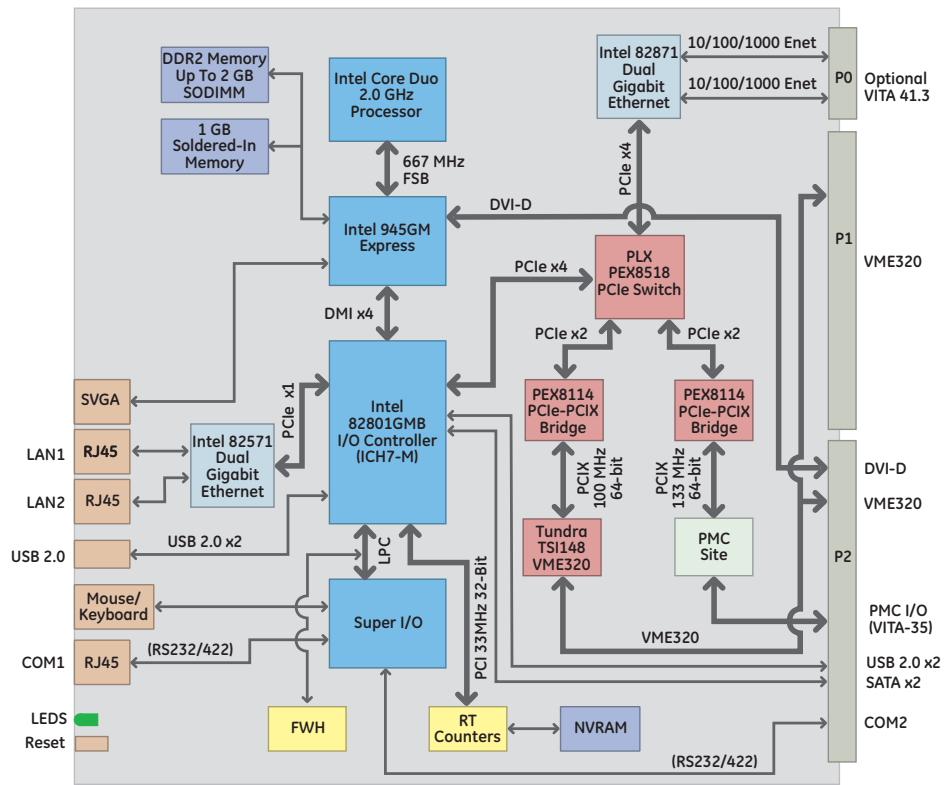 DDR2 Memory
Up To 2 GB
SODIMM
1 GB
Soldered-In
Memory
Intel Core Duo
2.0 GHz
Processor
667 MHz
FSB
Intel 945GM
Express
DMI x4
Intel 82871
Dual
Gigabit
Ethernet
10/100/1000 Enet
10/100/1000 Enet
P0
Optional
VITA 41.3
PCIe x4
DVI-D
P1
VME320
PLX
PEX8518
PCIe Switch
PCIe x4
PCIe x2
PCIe x2
PEX8114
PCIe-PCIX
Bridge
PEX8114
PCIe-PCIX
Bridge
PCIX
100 MHz
64-bit
PCIX
133 MHz
64-bit
Tundra
TSI148
VME320
PMC
Site
VME320
SVGA
LAN1
RJ45
LAN2
RJ45
Intel 82571
Dual
Gigabit
Ethernet
PCIe x1
Intel
82801GMB
I/O Controller
(ICH7-M)
USB 2.0
USB 2.0 x2
LPC
PCI 33MHz 32-Bit
Mouse/
Keyboard
Super I/O
COM1
RJ45
(RS232/422)
LEDS
Reset
FWH
RT
Counters
NVRAM
(RS232/422)
P2
DVI-D
VME320
PMC I/O
(VITA-35)
USB 2.0 x2
SATA x2
COM2